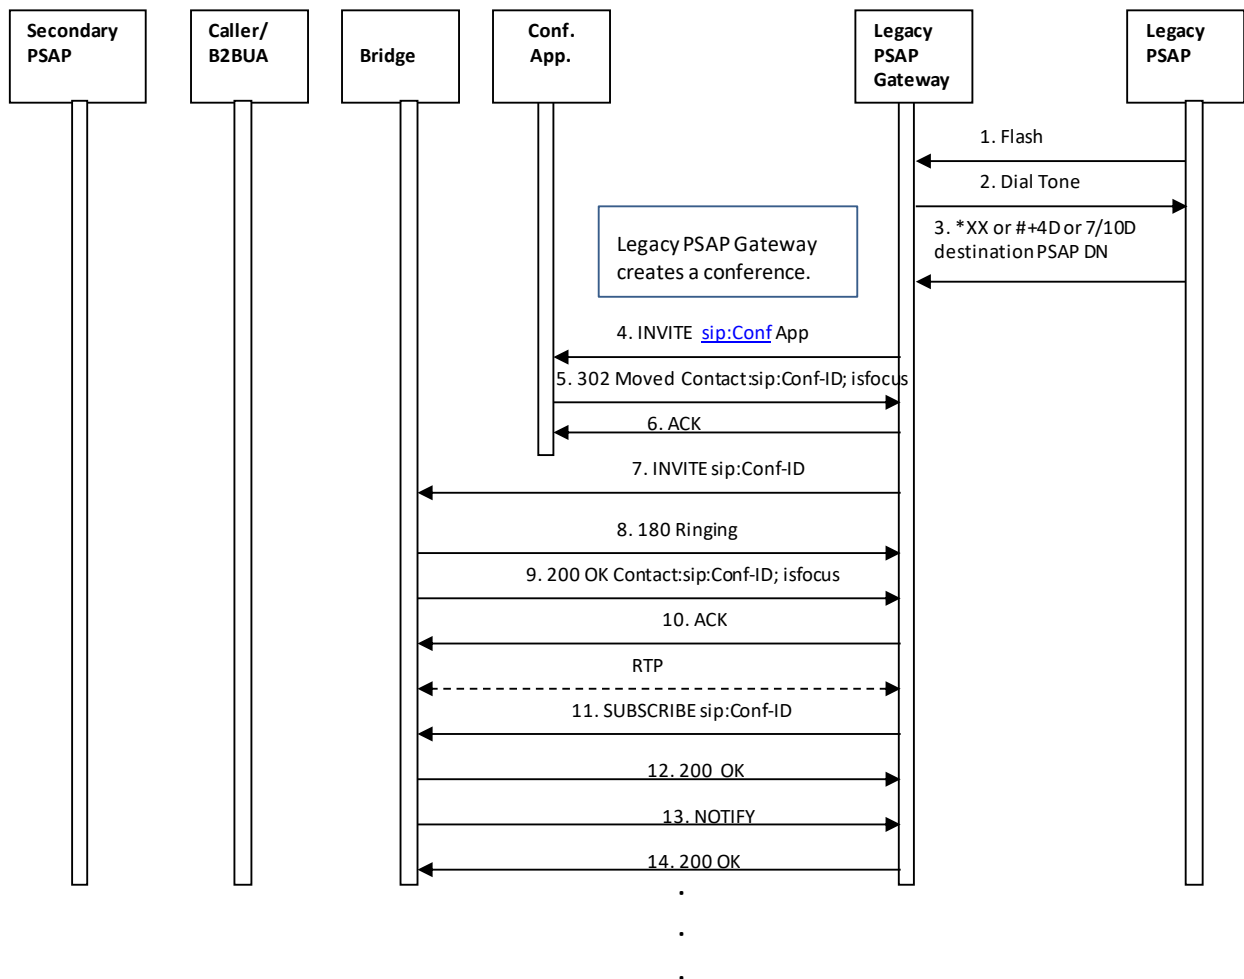 Secondary
PSAP
Caller/
B2BUA
Bridge
Conf.
App.
Legacy
PSAP
Gateway
Legacy
PSAP
1. Flash
2. Dial Tone
3. *XX or #+4D or 7/10D
destination PSAP DN
Legacy PSAP Gateway
creates a conference.
4. INVITE sip:Conf App
5. 302 Moved Contact:sip:Conf-ID; isfocus
6. ACK
7. INVITE sip:Conf-ID
8. 180 Ringing
9. 200 OK Contact:sip:Conf-ID; isfocus
10. ACK
RTP
11. SUBSCRIBE sip:Conf-ID
12. 200 OK
13. NOTIFY
14. 200 OK
.
.
.